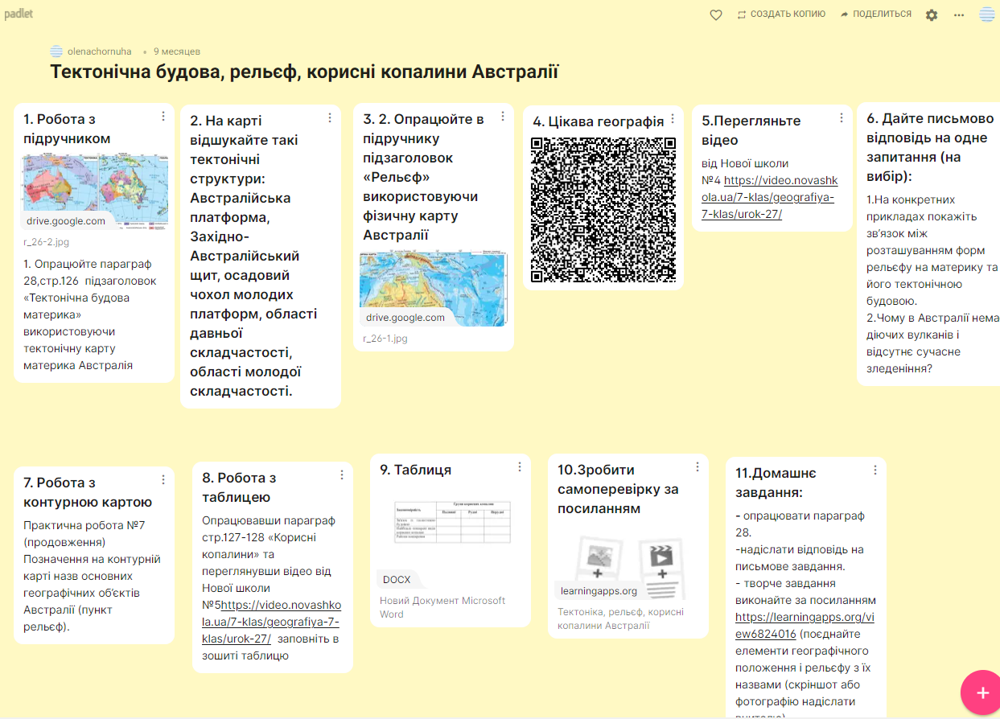 padlet
СОЗДАТЬ КОПИЮ
ПОДЕЛИТЬСЯ
olenachornuha • 9 месяцев
Тектонічна будова, рельєф, корисні копалини Австралії
1. Робота з
підручником
drive.google.com
r_26-2.jpg
1. Опрацюйте параграф
28,стр.126 підзаголовок
«Тектонічна будова
материка»
використовуючи
тектонічну карту
материка Австралія
2. На карті
відшукайте такі
тектонічні
структури:
Австралійська
платформа,
Західно-
Австралійський
щит, осадовий
чохол молодих
платформ, області
давньої
складчастості,
області молодої
складчастості.
3. 2. Опрацюйте в
підручнику
підзаголовок
«Рельєф»
використовуючи
фізичну карту
Австралії
drive.google.com
r_26-1.jpg
4. Цікава географія
5.Перегляньте
відео
від Нової школи
№4 https://video.novashk
ola.ua/7-klas/geografiya-
7-klas/urok-27/
6. Дайте письмово
відповідь на одне
запитання (на
вибір):
1.На конкретних
прикладах покажіть
зв’язок між
розташуванням форм
рельєфу на материку та
його тектонічною
будовою.
2.Чому в Австралії нема
діючих вулканів і
відсутнє сучасне
зледеніння?
7. Робота з
контурною картою
Практична робота №7
(продовження)
Позначення на контурній
карті назв основних
географічних об’єктів
Австралії (пункт
рельєф).
8. Робота з
таблицею
Опрацювавши параграф
стр.127-128 «Корисні
копалини» та
переглянувши відео від
Нової школи
№5https://video.novashko
la.ua/7-klas/geografiya-7-
klas/urok-27/ заповніть в
зошиті таблицю
9. Таблиця
DOCX
Новий Документ Microsoft
Word
10.Зробити
самоперевірку за
посиланням
learningapps.org
Тектоніка, рельєф, корисні
копалини Австралії
11.Домашнє
завдання:
- опрацювати параграф
28.
-надіслати відповідь на
письмове завдання.
- творче завдання
виконайте за посиланням
https://learningapps.org/vi
ew6824016 (поєднайте
елементи географічного
положення і рельєфу з їх
назвами (скріншот або
фотографію надіслати